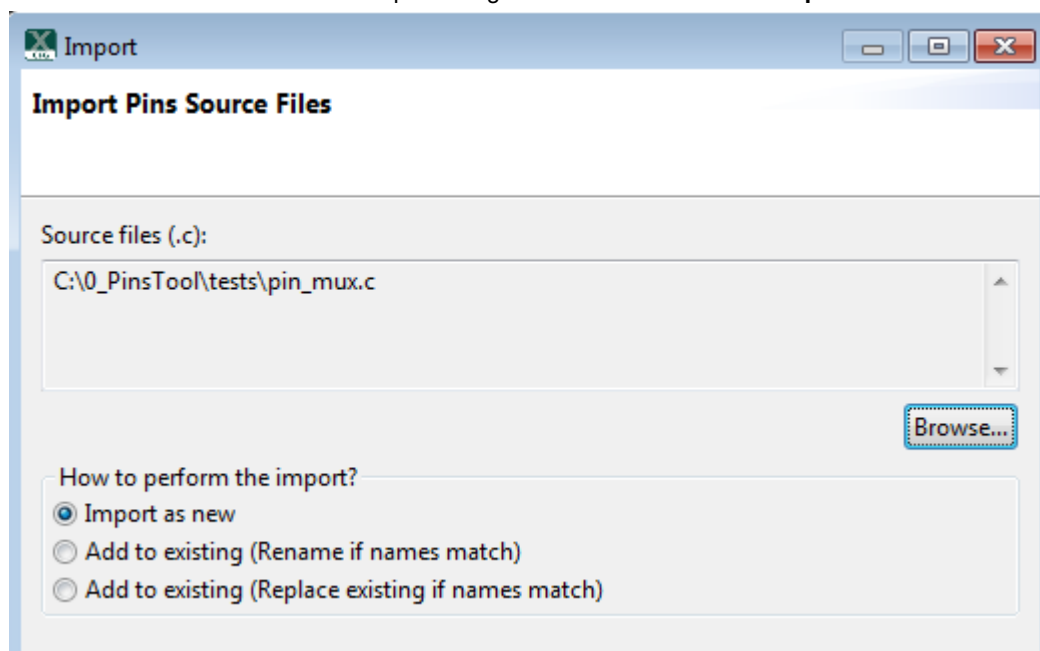 Import
Import Pins Source Files
Source files (.c):
C:\0_PinsTool\tests\pin_mux.c
Browse...
How to perform the import?
Import as new
Add to existing (Rename if names match)
Add to existing (Replace existing if names match)